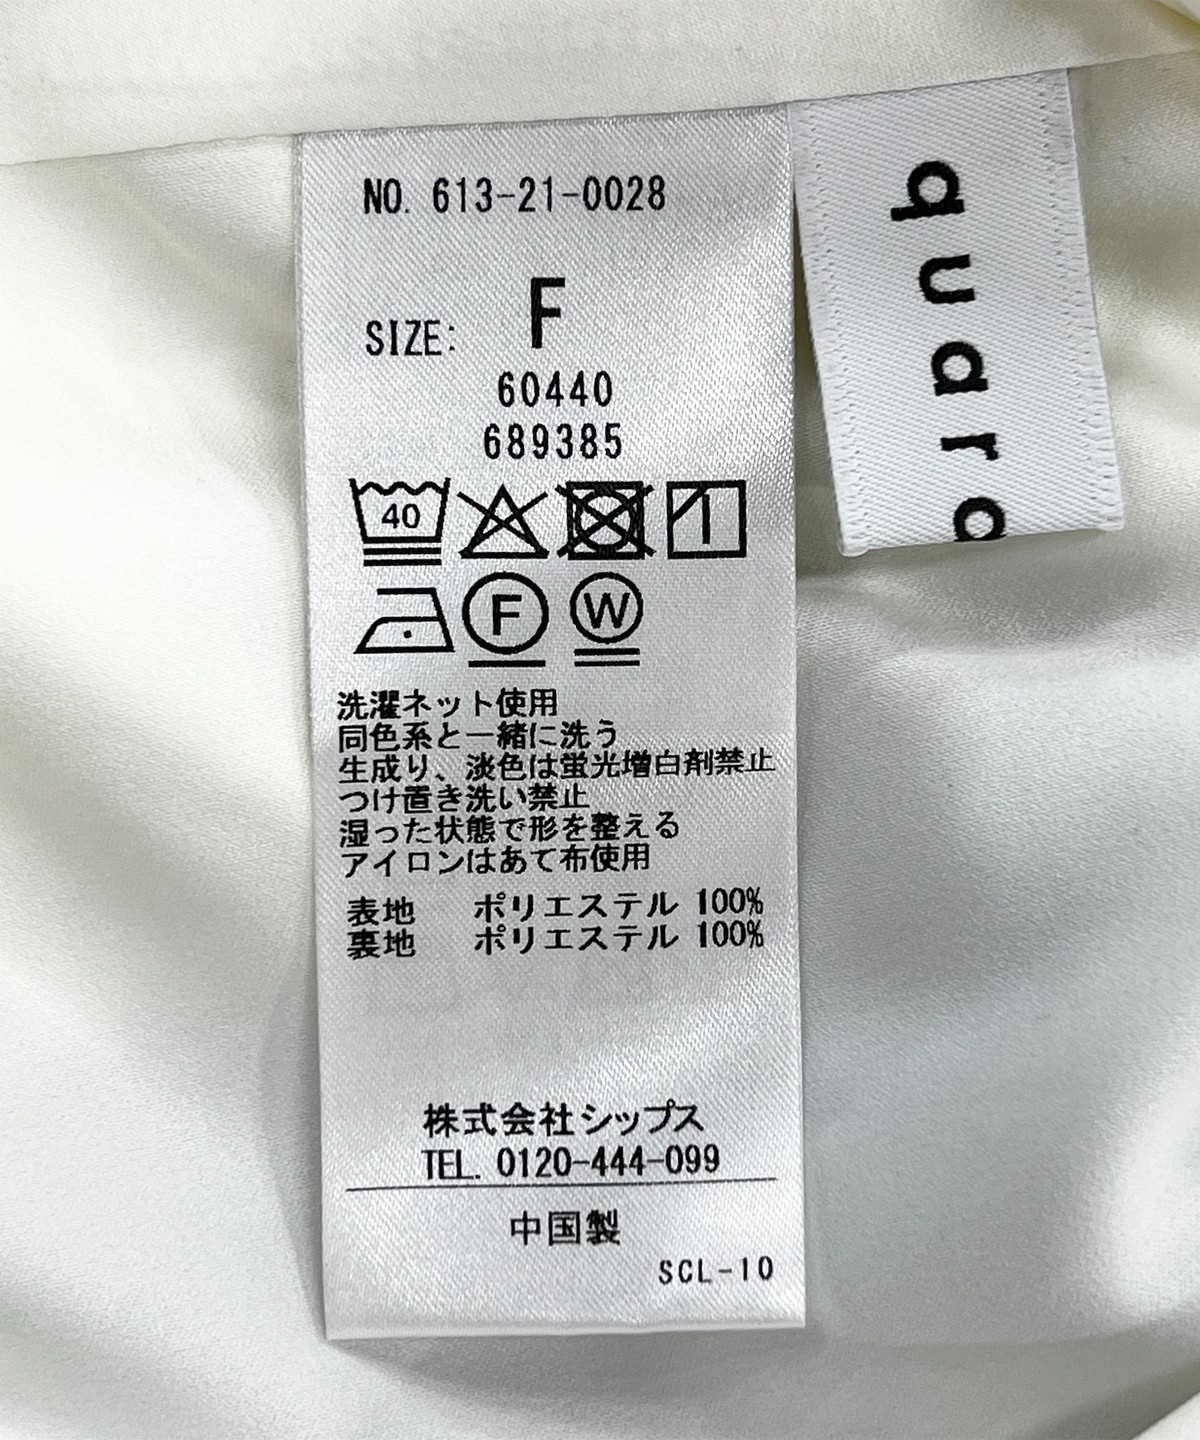 NO. 613-21-0028
SIZE: F
60440
689385
40
F W
洗濯ネット使用
同色系と一緒に洗う
生成り、淡色は蛍光増白剤禁止
つけ置き洗い禁止
湿った状態で形を整える
アイロンはあて布使用
表地 ポリエステル 100%
裏地 ポリエステル 100%
株式会社シップス
TEL. 0120-444-099
中国製
SCL-10
quara